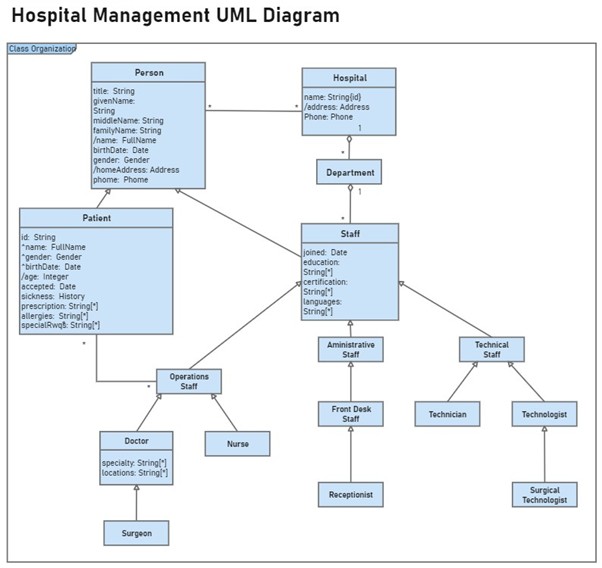 Hospital Management UML Diagram
Class Organization
Person
title: String
givenName:
String
middleName: String
familyName: String
/name: FullName
birthDate: Date
gender: Gender
/homeAddress: Address
phome: Phome
*
*
Hospital
name: String{id}
/address: Address
Phone: Phone
1
*
Department
1
*
Patient
id: String
^name: FullName
^gender: Gender
^birthDate: Date
/age: Integer
accepted: Date
sickness: History
prescription: String[*]
allergies: String[*]
specialRwqš: String[*]
Staff
joined: Date
education:
String[*]
certification:
String[*]
languages:
String[*]
*
*
Operations
Staff
Aministrative
Staff
Technical
Staff
Doctor
specialty: String[*]
locations: String[*]
Nurse
Front Desk
Staff
Technician
Technologist
Surgeon
Receptionist
Surgical
Technologist